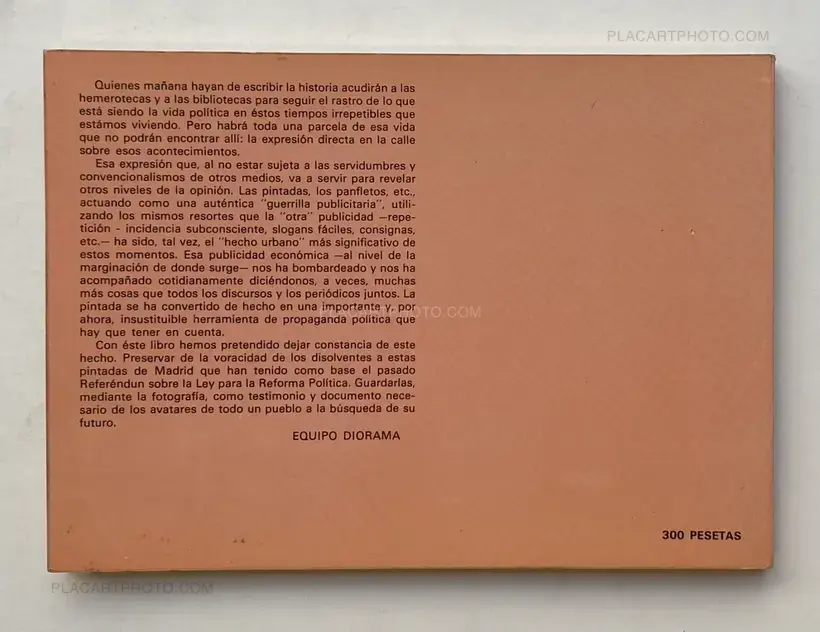 PLACARTPHOTO.COM
Quienes mañana hayan de escribir la historia acudirán a las
hemerotecas y a las bibliotecas para seguir el rastro de lo que
está siendo la vida política en éstos tiempos irrepetibles que
estámos viviendo. Pero habrá toda una parcela de esa vida
que no podrán encontrar allí: la expresión directa en la calle
sobre esos acontecimientos.
Esa expresión que, al no estar sujeta a las servidumbres y
convencionalismos de otros medios, va a servir para revelar
otros niveles de la opinión. Las pintadas, los panfletos, etc.,
actuando como una auténtica "guerrilla publicitaria", utili-
zando los mismos resortes que la "otra" publicidad —repe-
tición - incidencia subconsciente, slogans fáciles, consignas,
etc.— ha sido, tal vez, el "hecho urbano" más significativo de
estos momentos. Esa publicidad económica —al nivel de la
marginación de donde surge— nos ha bombardeado y nos ha
acompañado cotidianamente diciéndonos, a veces, muchas
más cosas que todos los discursos y los periódicos juntos. La
pintada se ha convertido de hecho en una importante y, por
ahora, insustituible herramienta de propaganda política que
hay que tener en cuenta.
Con éste libro hemos pretendido dejar constancia de este
hecho. Preservar de la voracidad de los disolventes a estas
pintadas de Madrid que han tenido como base el pasado
Referéndun sobre la Ley para la Reforma Política. Guardarlas,
mediante la fotografía, como testimonio y documento nece-
sario de los avatares de todo un pueblo a la búsqueda de su
futuro.
EQUIPO DIORAMA
PLACARTPHOTO.COM
300 PESETAS
PLACARTPHOTO.COM